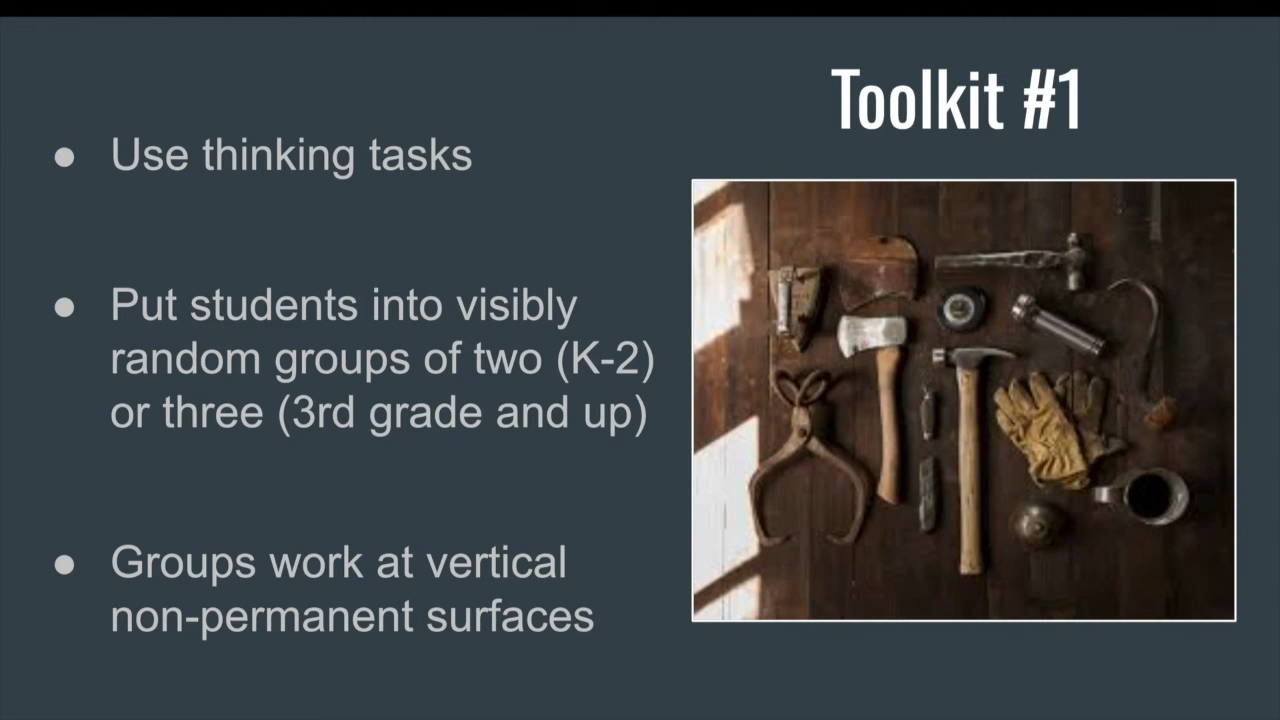 Toolkit #1
● Use thinking tasks
● Put students into visibly
random groups of two (K-2)
or three (3rd grade and up)
● Groups work at vertical
non-permanent surfaces